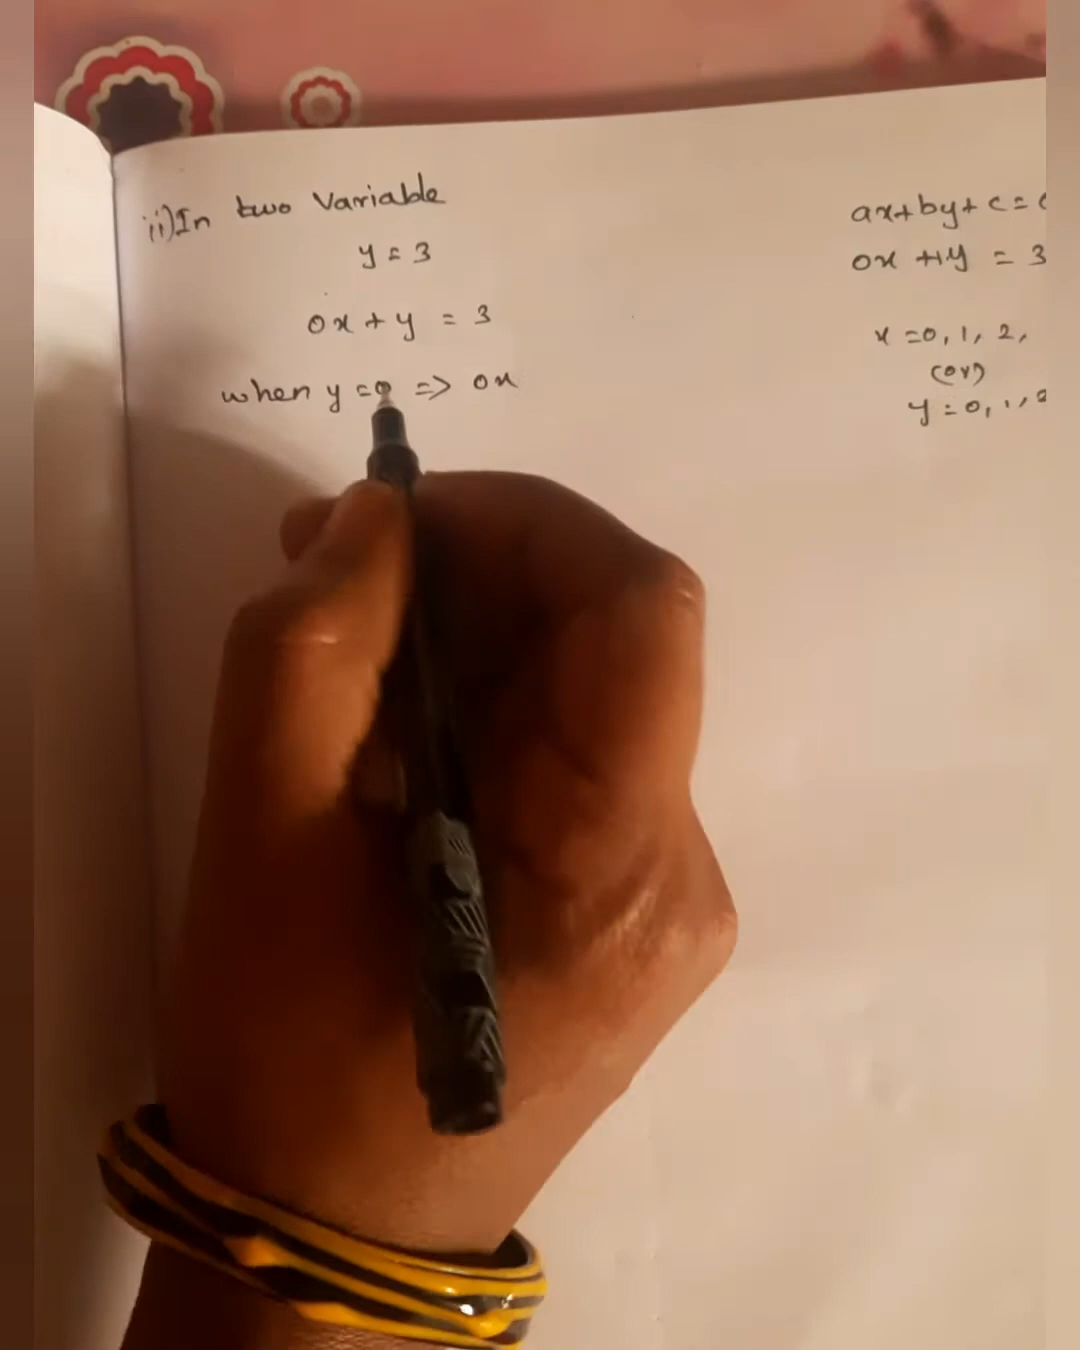 ii) In two Variable
y = 3
0x + y = 3
when y = 0 => 0x
ax + by + c =
0x + 1y = 3
x = 0, 1, 2,
(or)
y = 0, 1, 2